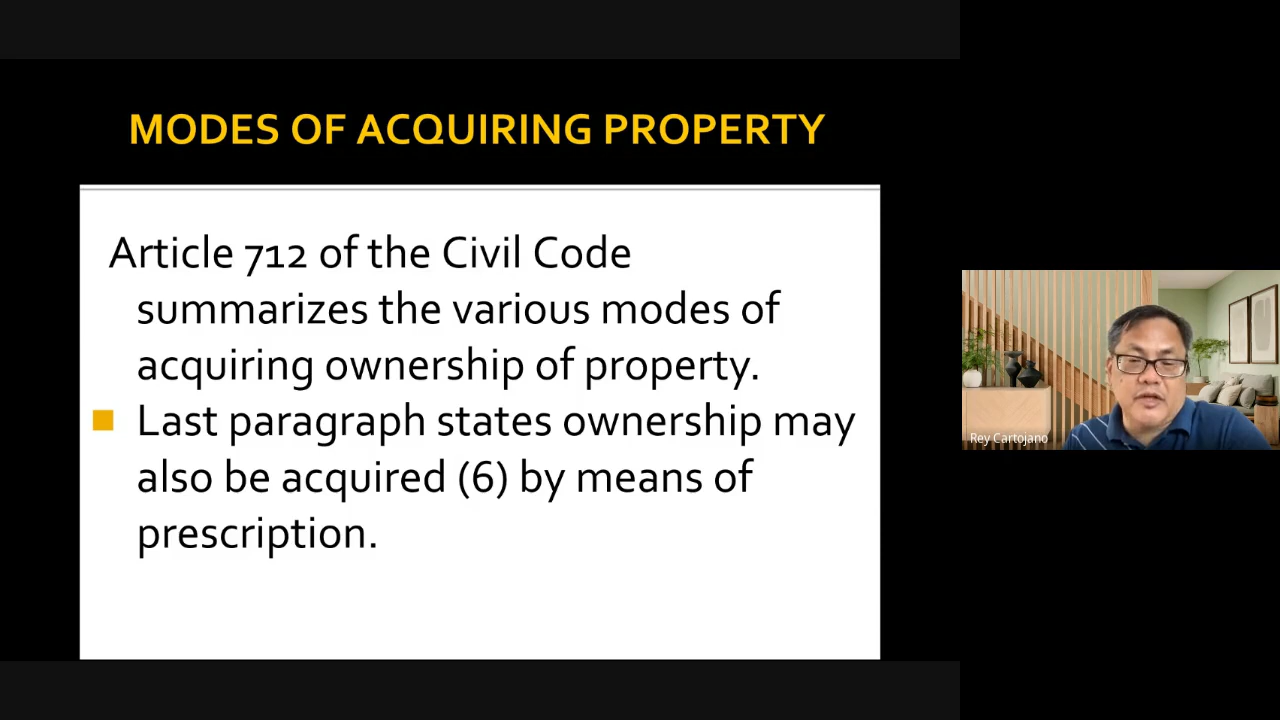 MODES OF ACQUIRING PROPERTY
Article 712 of the Civil Code
summarizes the various modes of
acquiring ownership of property.
Last paragraph states ownership may
also be acquired (6) by means of
prescription.
Rey Cartojano